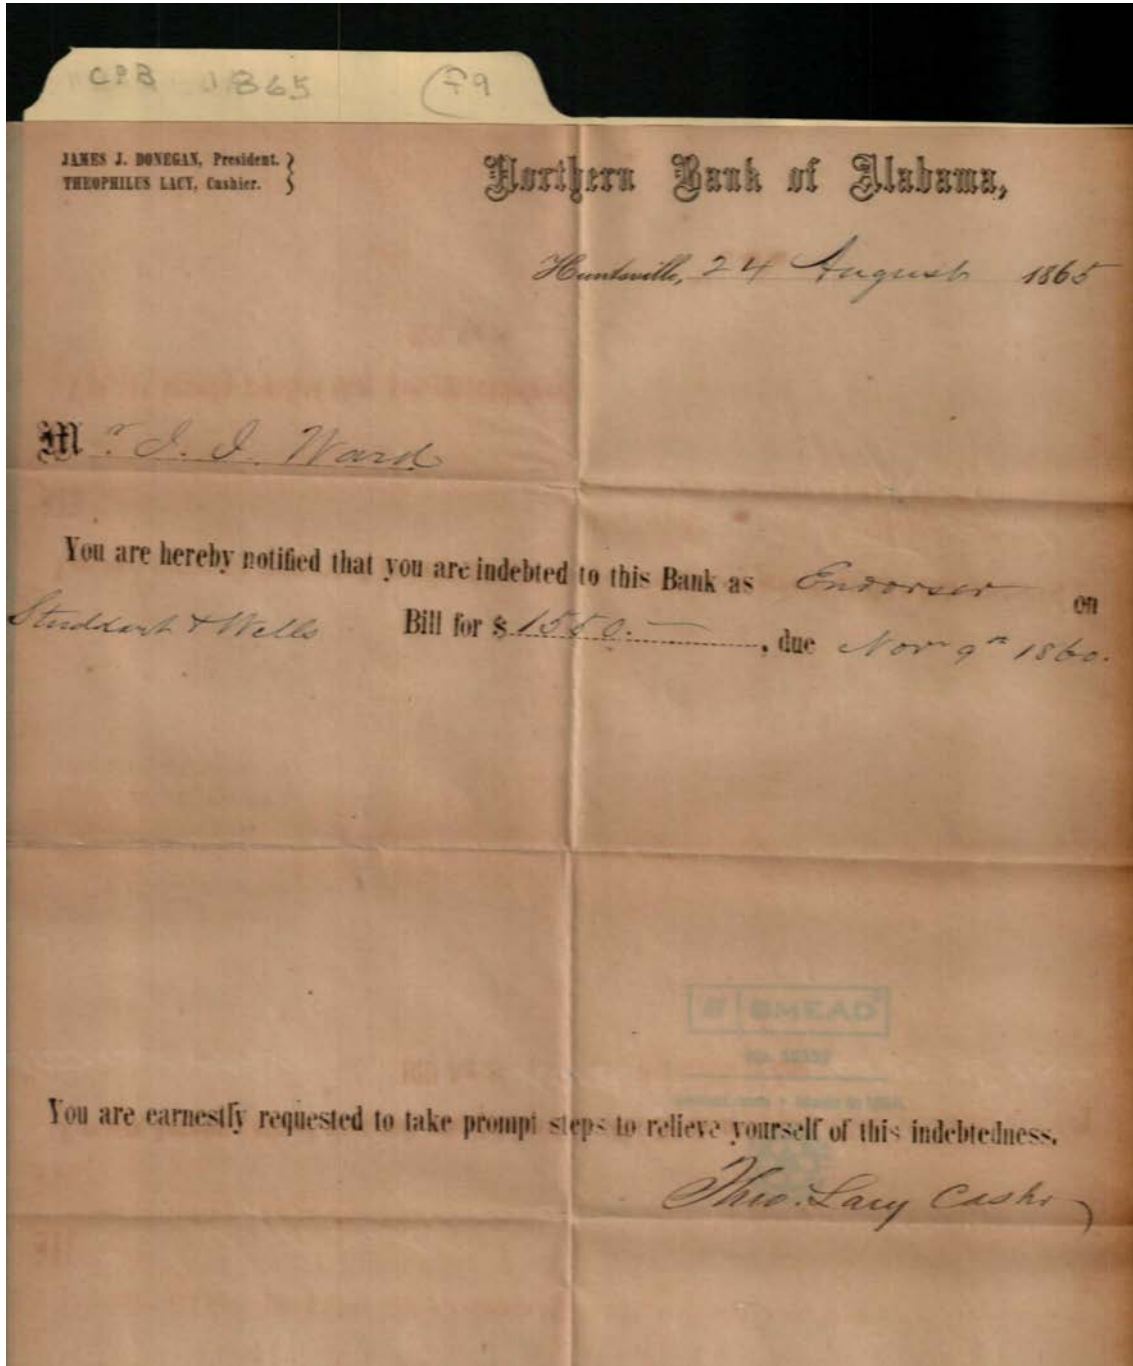 CPB 1865 F9
JAMES J. DONEGAN, President.
THEOPHILUS LACY, Cashier.
Northern Bank of Alabama,
Huntsville, 24 August 1865
Mr. J. J. Ward
You are hereby notified that you are indebted to this Bank as Endorser on
Studdart & Wells Bill for $ 1550.—, due Nov 9th 1860.
SMEAD
You are earnestly requested to take prompt steps to relieve yourself of this indebtedness.
Theo. Lacy Cashr